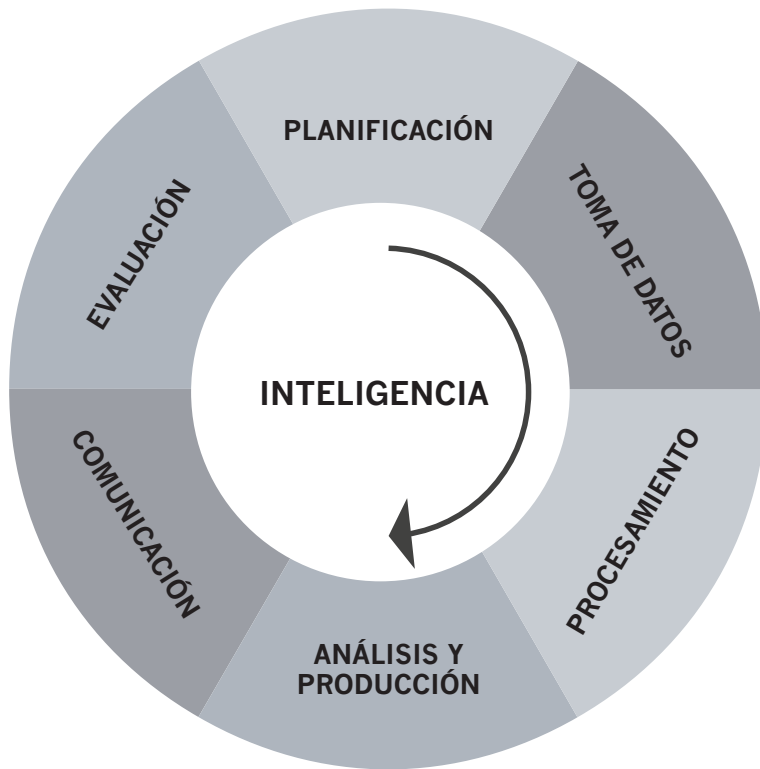 PLANIFICACIÓN
TOMA DE DATOS
PROCESAMIENTO
ANÁLISIS Y
PRODUCCIÓN
COMUNICACIÓN
EVALUACIÓN
INTELIGENCIA